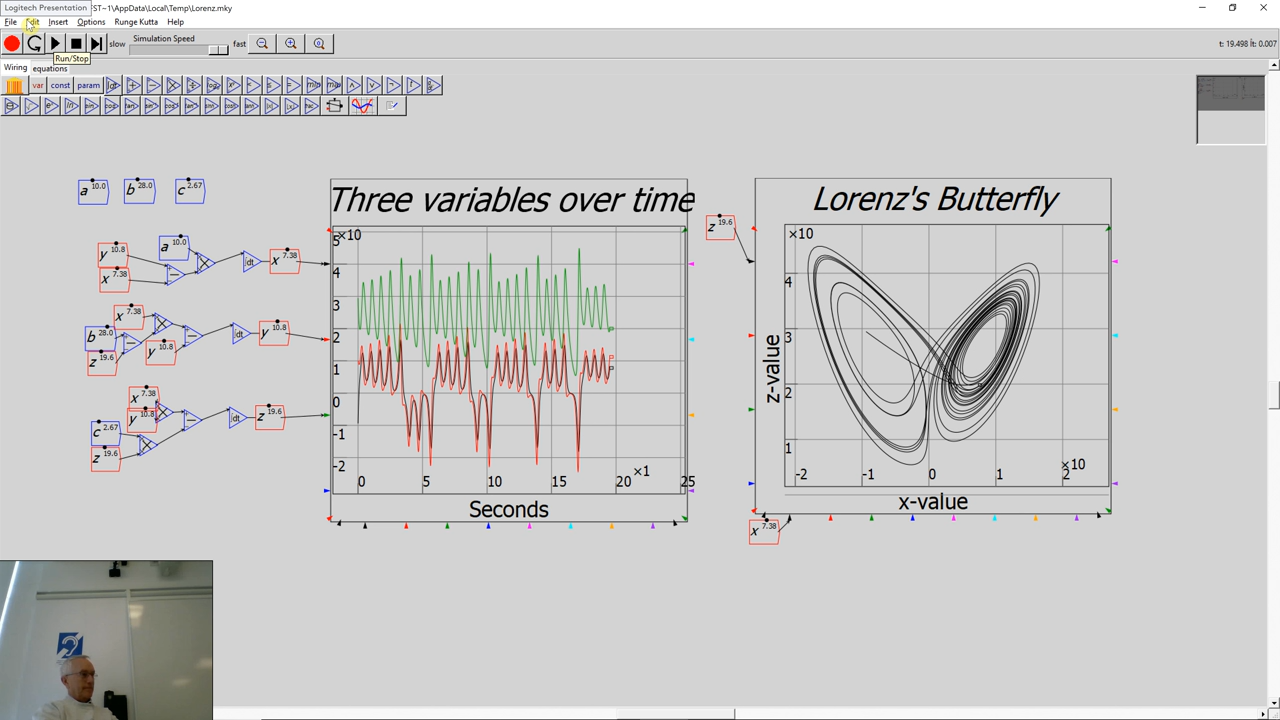 Logitech Presentation
ST~1\AppData\Local\Temp\Lorenz.mky
File Edit Insert Options Runge Kutta Help
slow Simulation Speed fast
Run/Stop
t: 19.498
0.007
Wiring equations
var const param
a 10.0 b 28.0 c 2.67
y 10.8
x 7.38
a 10.0
−
×
∫dt
x 7.38
x 7.38
b 28.0
z 19.6
−
×
y 10.8
−
∫dt
y 10.8
x 7.38
y 10.8
×
c 2.67
z 19.6
×
−
∫dt
z 19.6
Three variables over time
×10
5
4
3
2
1
0
-1
-2
0 5 10 15 20 25
×1
Seconds
z 19.6
Lorenz's Butterfly
×10
4
3
2
1
z-value
-2 -1 0 1 2
×10
x-value
x 7.38